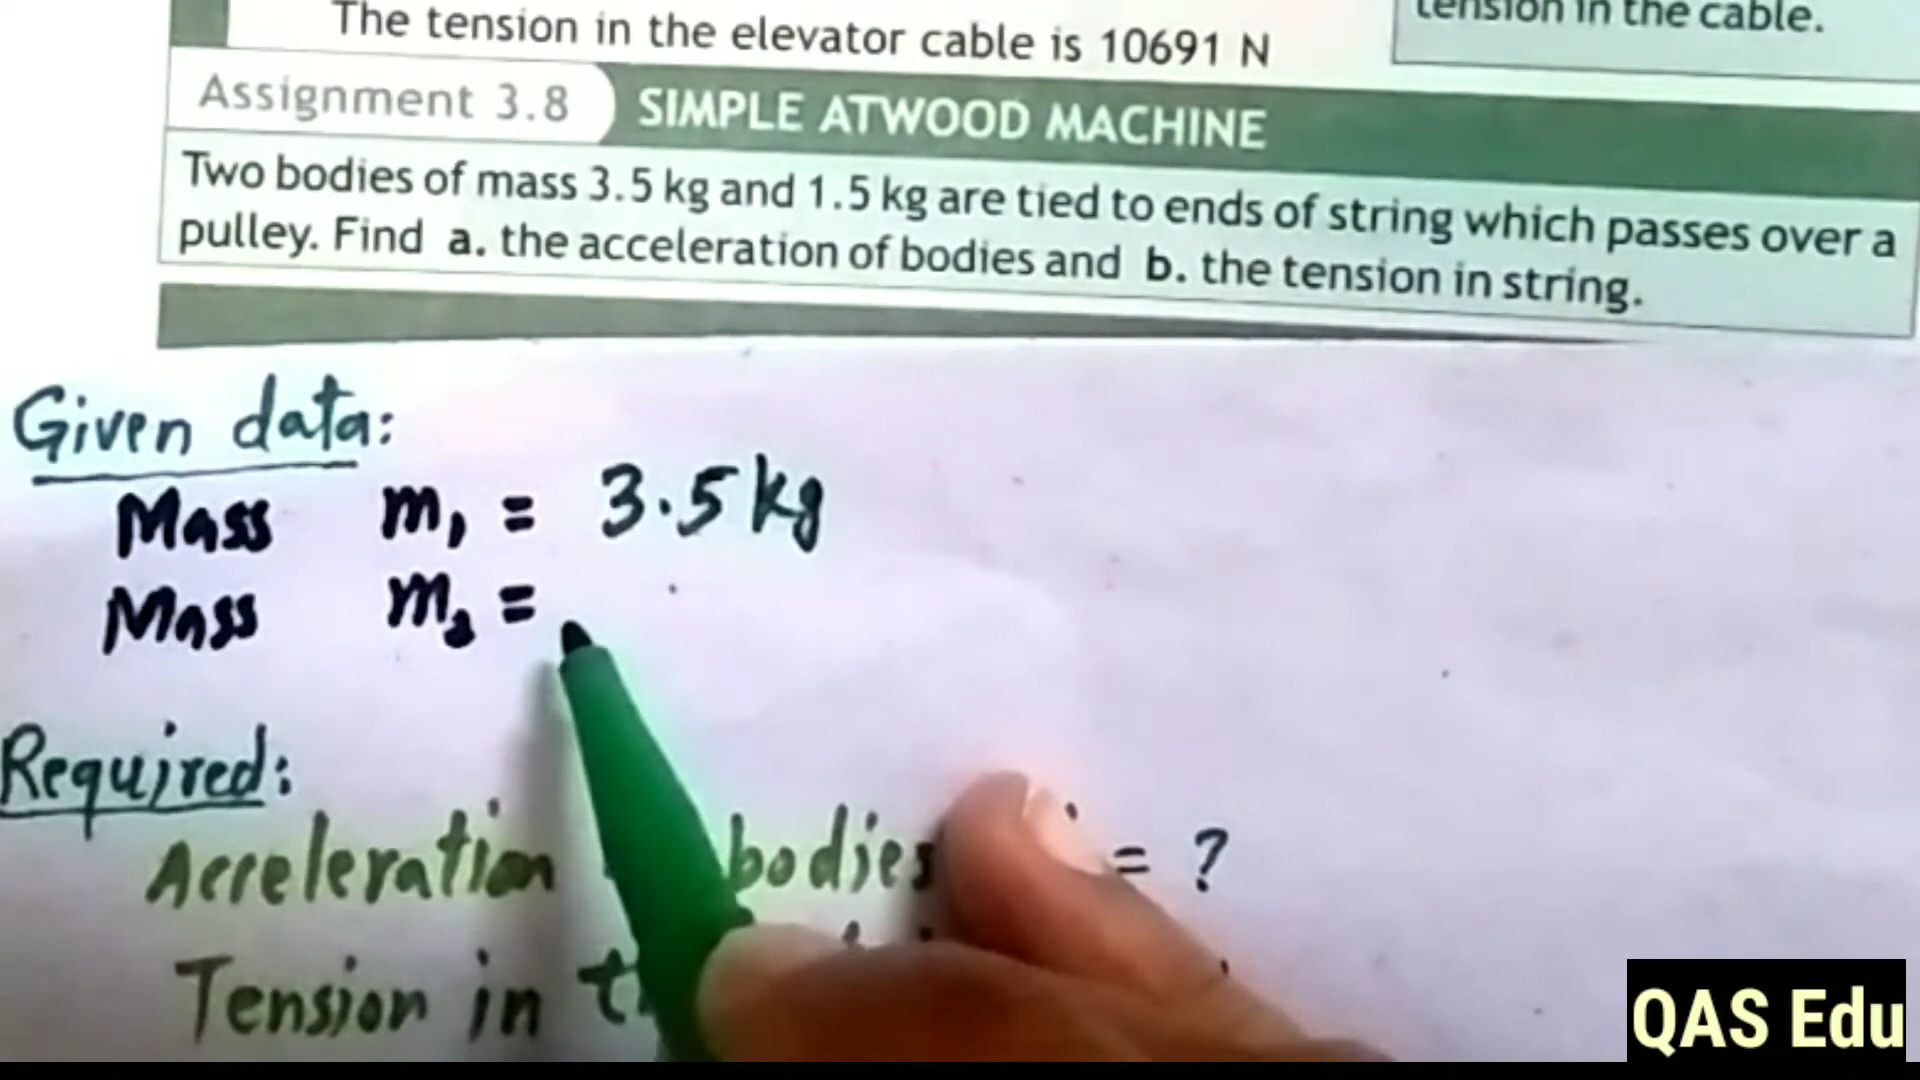 The tension in the elevator cable is 10691 N
tension in the cable.
Assignment 3.8
SIMPLE ATWOOD MACHINE
Two bodies of mass 3.5 kg and 1.5 kg are tied to ends of string which passes over a
pulley. Find a. the acceleration of bodies and b. the tension in string.
Given data:
Mass m₁ = 3.5 kg
Mass m₂ =
Required:
Acceleration bodies = ?
Tension in
QAS Edu